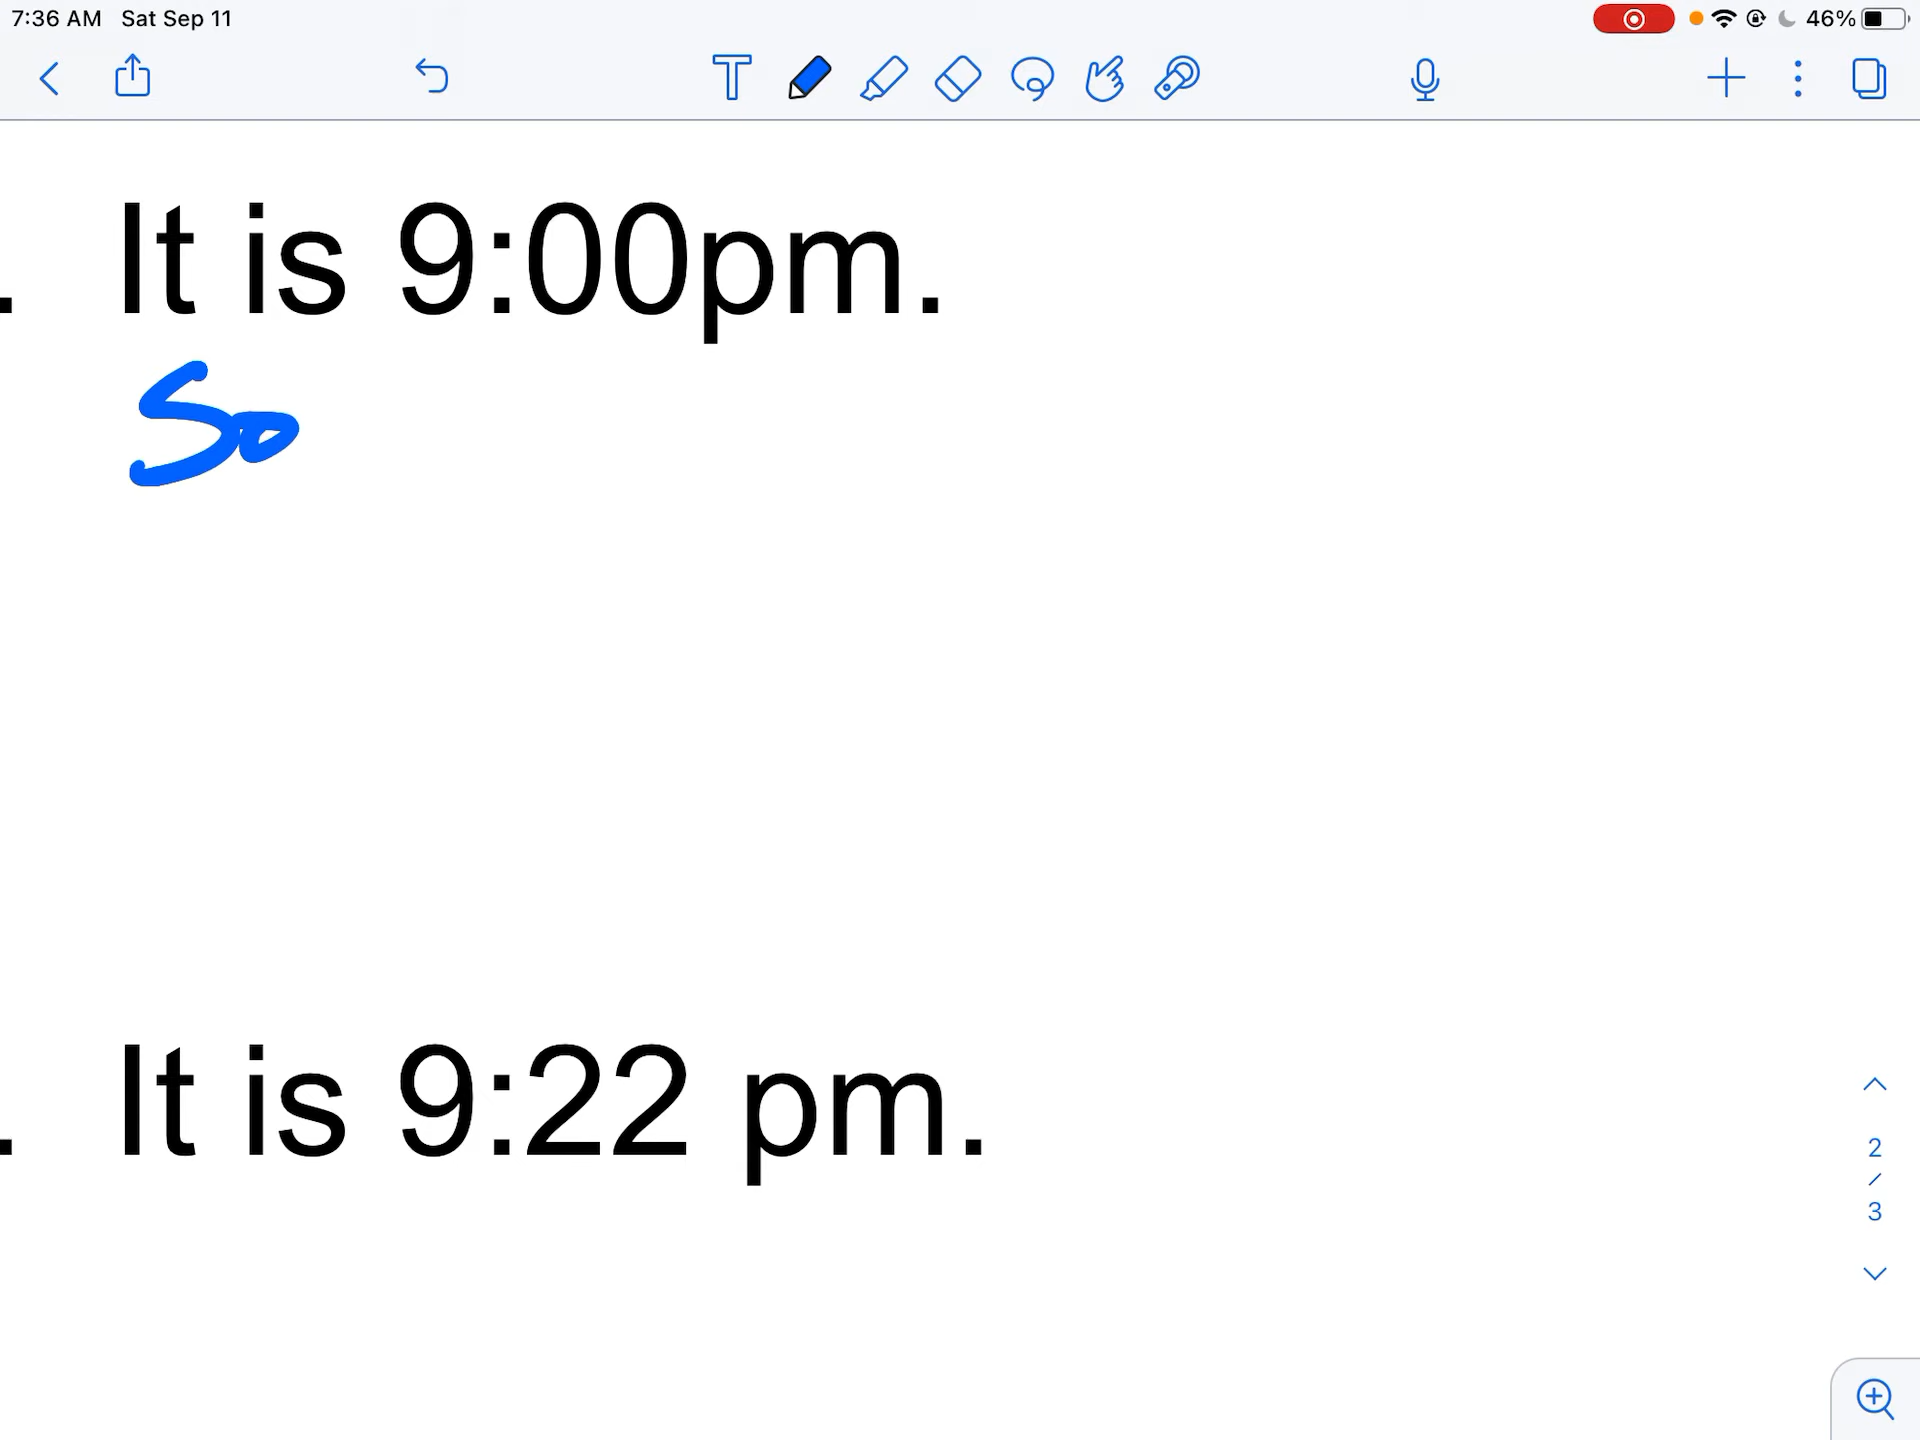 7:36 AM Sat Sep 11
46%
. It is 9:00pm.
So
. It is 9:22 pm.
2
/
3